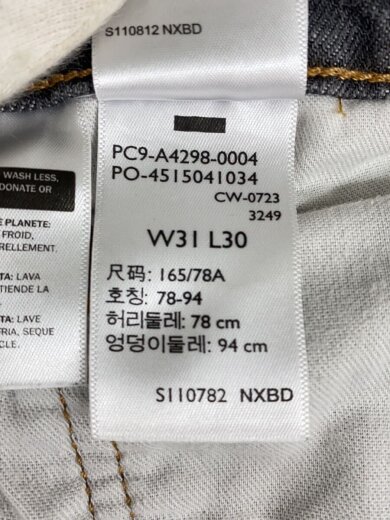 S110812 NXBD
PC9-A4298-0004
PO-4515041034
CW-0723
3249
W31 L30
尺码: 165/78A
호칭: 78-94
허리둘레: 78 cm
엉덩이둘레: 94 cm
S110782 NXBD
WASH LESS,
DONATE OR
PLANETE:
FROID,
RELLEMENT.
TA: LAVA
TIENDE LA
TA: LAVE
FRIA, SEQUE
CLE.